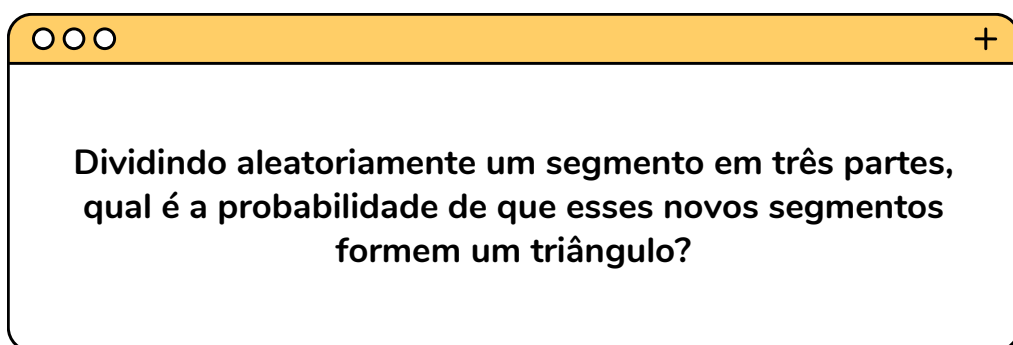 Dividindo aleatoriamente um segmento em três partes,
qual é a probabilidade de que esses novos segmentos
formem um triângulo?